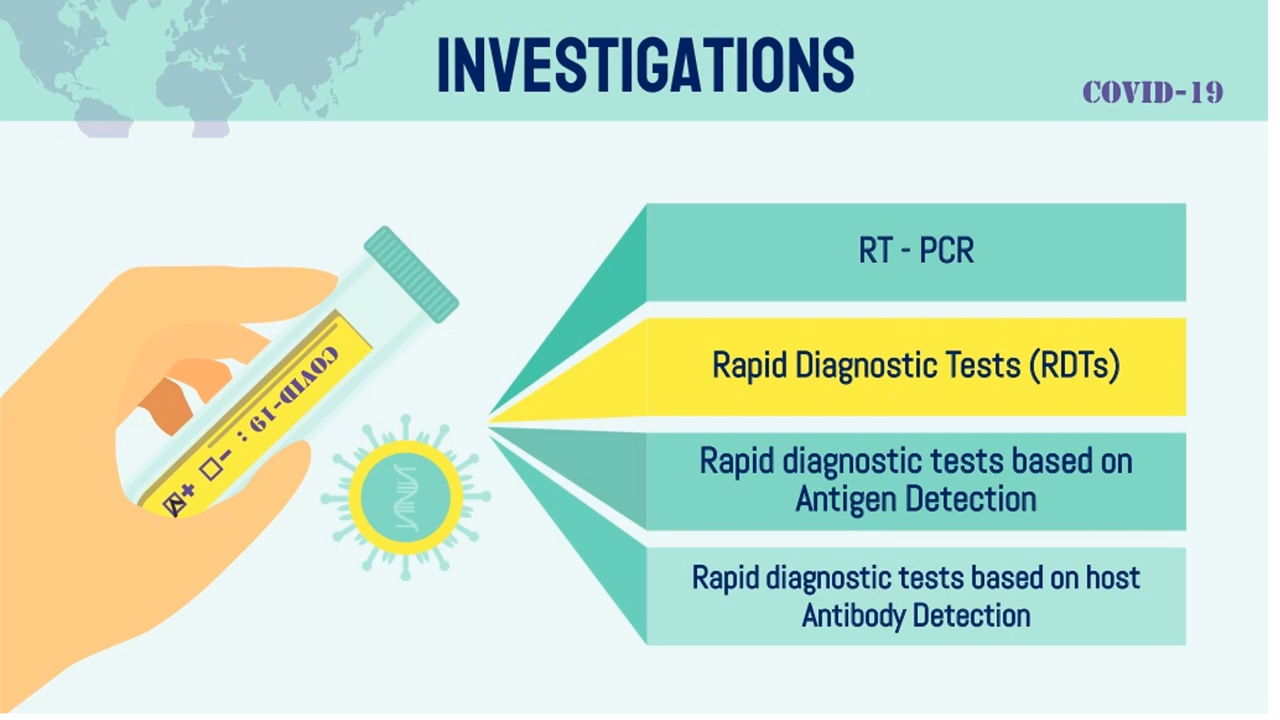 INVESTIGATIONS
COVID-19
RT - PCR
Rapid Diagnostic Tests (RDTs)
Rapid diagnostic tests based on
Antigen Detection
Rapid diagnostic tests based on host
Antibody Detection
COVID-19 : - +